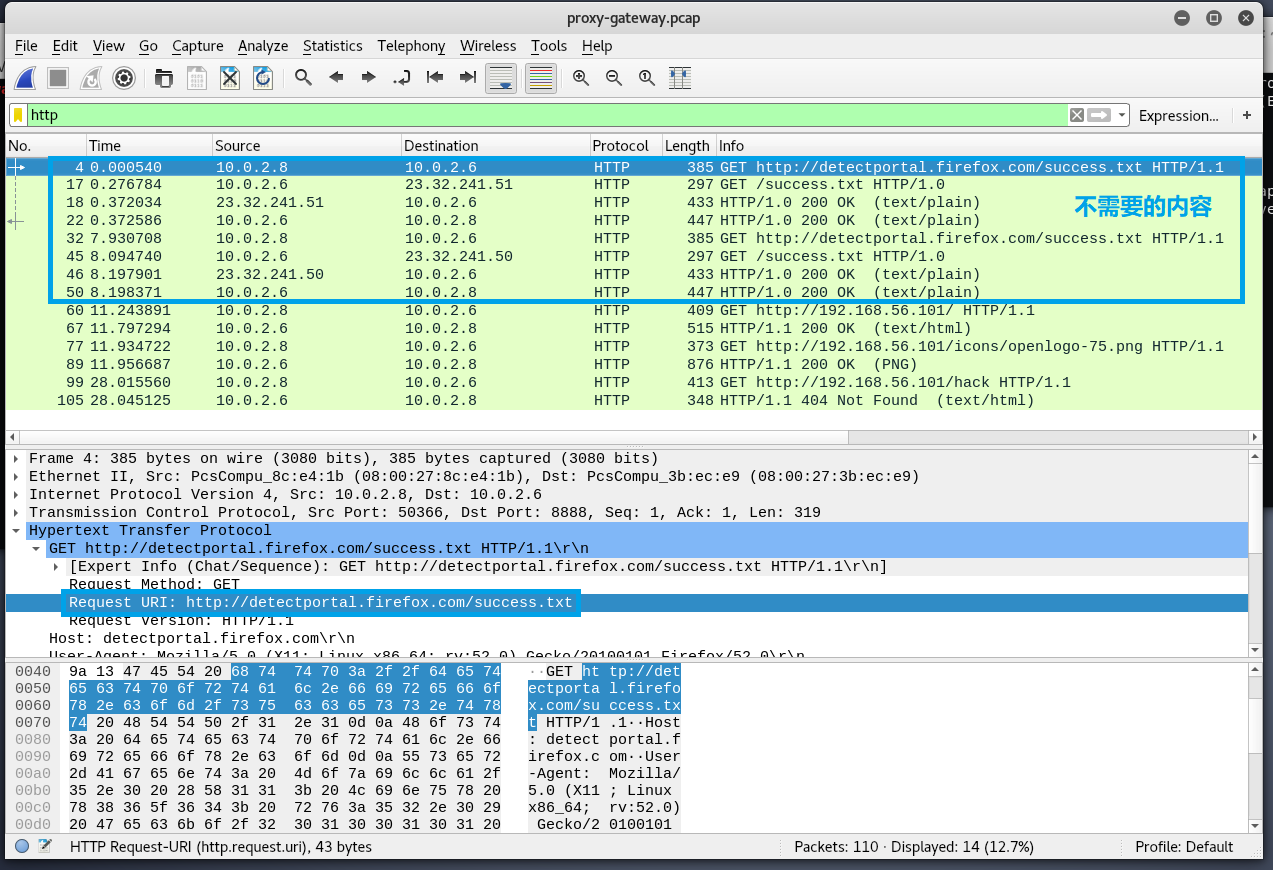 proxy-gateway.pcap
File Edit View Go Capture Analyze Statistics Telephony Wireless Tools Help
http Expression... +
No. Time Source Destination Protocol Length Info
4 0.000540 10.0.2.8 10.0.2.6 HTTP 385 GET http://detectportal.firefox.com/success.txt HTTP/1.1
17 0.276784 10.0.2.6 23.32.241.51 HTTP 297 GET /success.txt HTTP/1.0
18 0.372034 23.32.241.51 10.0.2.6 HTTP 433 HTTP/1.0 200 OK (text/plain)
不需要的内容
22 0.372586 10.0.2.6 10.0.2.8 HTTP 447 HTTP/1.0 200 OK (text/plain)
32 7.930708 10.0.2.8 10.0.2.6 HTTP 385 GET http://detectportal.firefox.com/success.txt HTTP/1.1
45 8.094740 10.0.2.6 23.32.241.50 HTTP 297 GET /success.txt HTTP/1.0
46 8.197901 23.32.241.50 10.0.2.6 HTTP 433 HTTP/1.0 200 OK (text/plain)
50 8.198371 10.0.2.6 10.0.2.8 HTTP 447 HTTP/1.0 200 OK (text/plain)
60 11.243891 10.0.2.8 10.0.2.6 HTTP 409 GET http://192.168.56.101/ HTTP/1.1
67 11.797294 10.0.2.6 10.0.2.8 HTTP 515 HTTP/1.1 200 OK (text/html)
77 11.934722 10.0.2.8 10.0.2.6 HTTP 373 GET http://192.168.56.101/icons/openlogo-75.png HTTP/1.1
89 11.956687 10.0.2.6 10.0.2.8 HTTP 876 HTTP/1.1 200 OK (PNG)
99 28.015560 10.0.2.8 10.0.2.6 HTTP 413 GET http://192.168.56.101/hack HTTP/1.1
105 28.045125 10.0.2.6 10.0.2.8 HTTP 348 HTTP/1.1 404 Not Found (text/html)
Frame 4: 385 bytes on wire (3080 bits), 385 bytes captured (3080 bits)
Ethernet II, Src: PcsCompu_8c:e4:1b (08:00:27:8c:e4:1b), Dst: PcsCompu_3b:ec:e9 (08:00:27:3b:ec:e9)
Internet Protocol Version 4, Src: 10.0.2.8, Dst: 10.0.2.6
Transmission Control Protocol, Src Port: 50366, Dst Port: 8888, Seq: 1, Ack: 1, Len: 319
Hypertext Transfer Protocol
GET http://detectportal.firefox.com/success.txt HTTP/1.1\r\n
[Expert Info (Chat/Sequence): GET http://detectportal.firefox.com/success.txt HTTP/1.1\r\n]
Request Method: GET
Request URI: http://detectportal.firefox.com/success.txt
Request Version: HTTP/1.1
Host: detectportal.firefox.com\r\n
User-Agent: Mozilla/5.0 (X11; Linux x86_64; rv:52.0) Gecko/20100101 Firefox/52.0\r\n
0040 9a 13 47 45 54 20 68 74 74 70 3a 2f 2f 64 65 74 ··GET ht tp://det
0050 65 63 74 70 6f 72 74 61 6c 2e 66 69 72 65 66 6f ectporta l.firefo
0060 78 2e 63 6f 6d 2f 73 75 63 63 65 73 73 2e 74 78 x.com/su ccess.tx
0070 74 20 48 54 54 50 2f 31 2e 31 0d 0a 48 6f 73 74 t HTTP/1 .1··Host
0080 3a 20 64 65 74 65 63 74 70 6f 72 74 61 6c 2e 66 : detect portal.f
0090 69 72 65 66 6f 78 2e 63 6f 6d 0d 0a 55 73 65 72 irefox.c om··User
00a0 2d 41 67 65 6e 74 3a 20 4d 6f 7a 69 6c 6c 61 2f -Agent: Mozilla/
00b0 35 2e 30 20 28 58 31 31 3b 20 4c 69 6e 75 78 20 5.0 (X11 ; Linux
00c0 78 38 36 5f 36 34 3b 20 72 76 3a 35 32 2e 30 29 x86_64; rv:52.0)
00d0 20 47 65 63 6b 6f 2f 32 30 31 30 30 31 30 31 20 Gecko/2 0100101
HTTP Request-URI (http.request.uri), 43 bytes Packets: 110 · Displayed: 14 (12.7%) Profile: Default